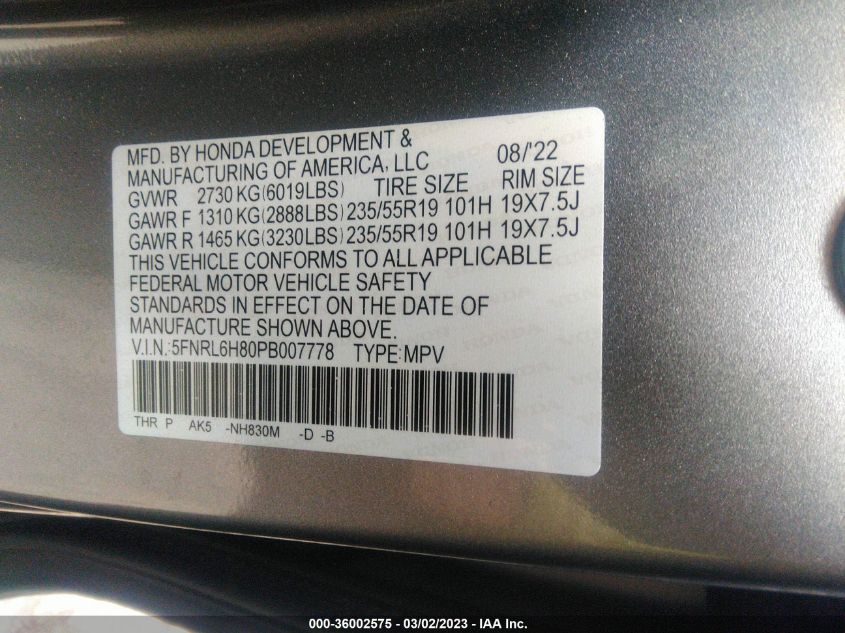 MFD. BY HONDA DEVELOPMENT &
MANUFACTURING OF AMERICA, LLC 08/'22
GVWR 2730 KG(6019LBS) TIRE SIZE RIM SIZE
GAWR F 1310 KG(2888LBS) 235/55R19 101H 19X7.5J
GAWR R 1465 KG(3230LBS) 235/55R19 101H 19X7.5J
THIS VEHICLE CONFORMS TO ALL APPLICABLE
FEDERAL MOTOR VEHICLE SAFETY
STANDARDS IN EFFECT ON THE DATE OF
MANUFACTURE SHOWN ABOVE.
V.I.N.:5FNRL6H80PB007778 TYPE:MPV
THR P AK5 -NH830M -D -B
000-36002575 - 03/02/2023 - IAA Inc.